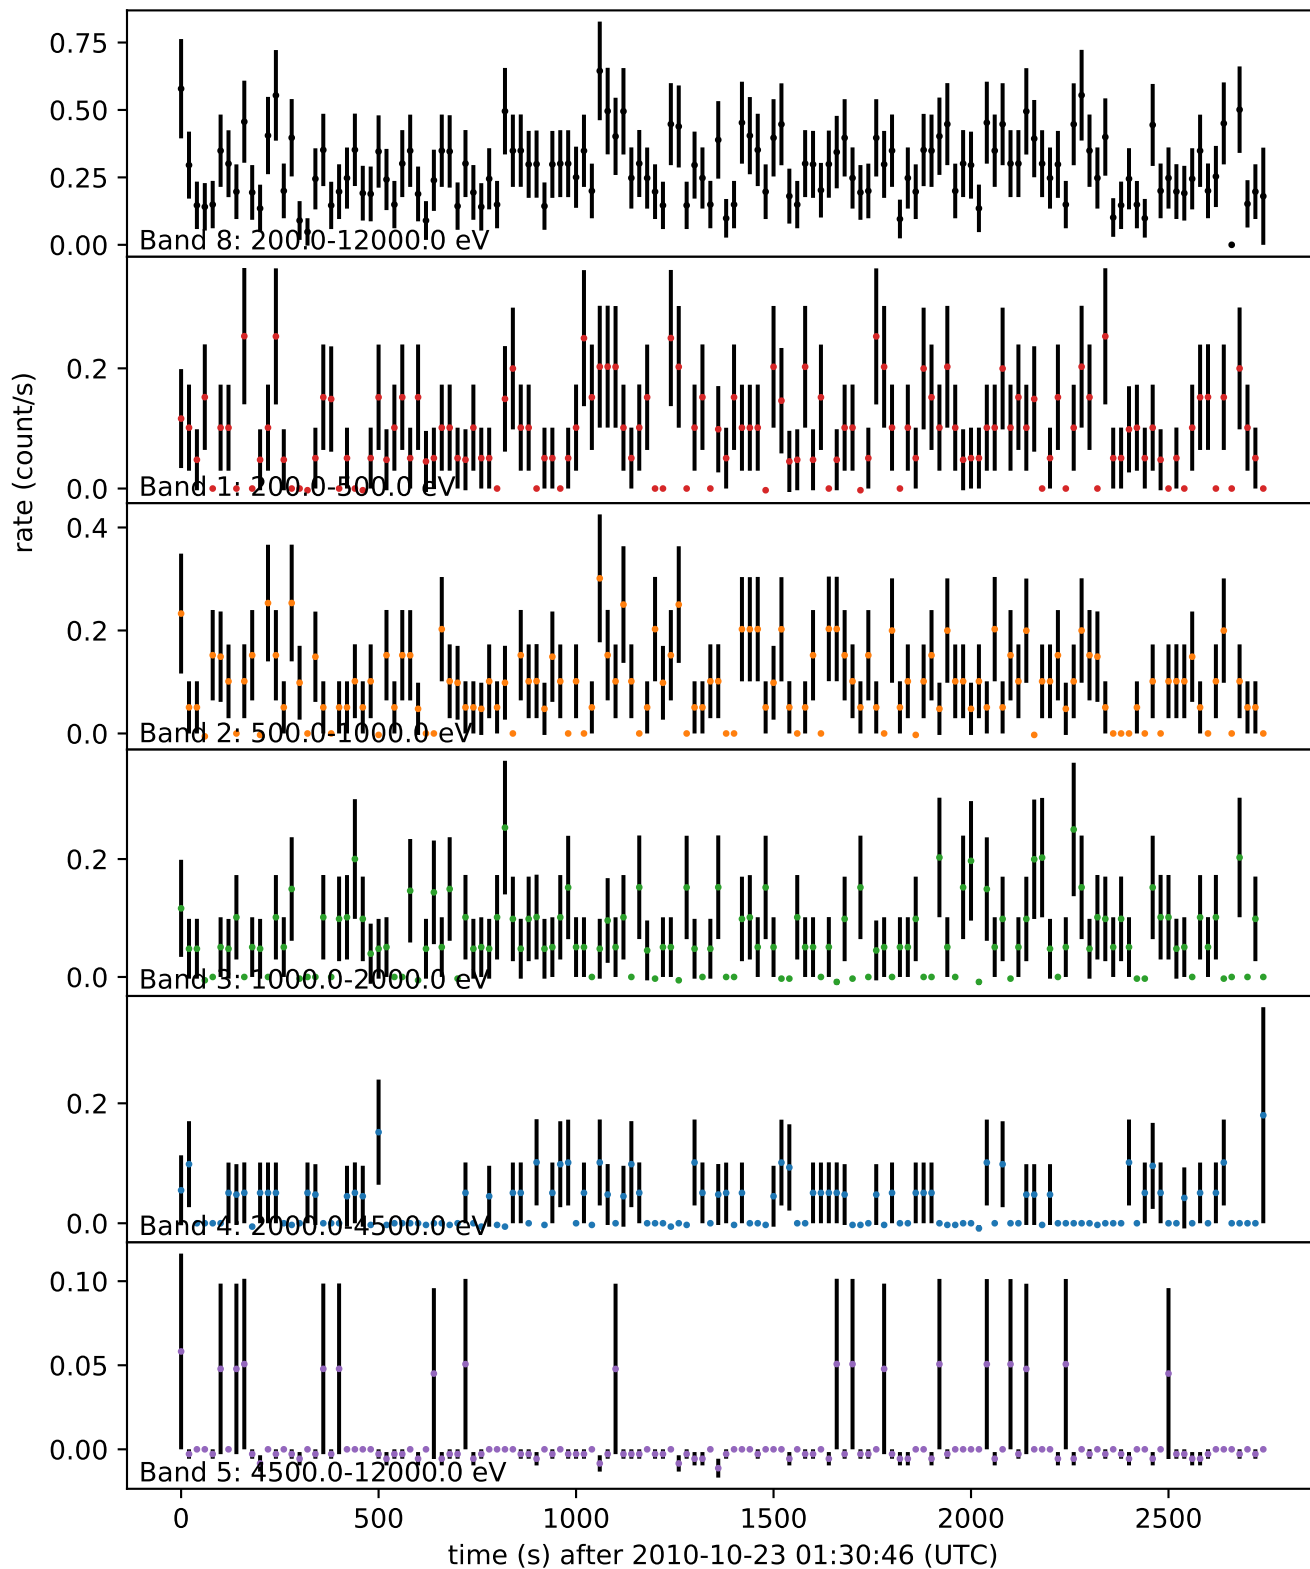 0.75
0.50
0.25
0.00
Band 8: 200.0-12000.0 eV
0.2
0.0
Band 1: 200.0-500.0 eV
rate (count/s)
0.4
0.2
0.0
Band 2: 500.0-1000.0 eV
0.2
0.0
Band 3: 1000.0-2000.0 eV
0.2
0.0
Band 4: 2000.0-4500.0 eV
0.10
0.05
0.00
Band 5: 4500.0-12000.0 eV
0 500 1000 1500 2000 2500
time (s) after 2010-10-23 01:30:46 (UTC)